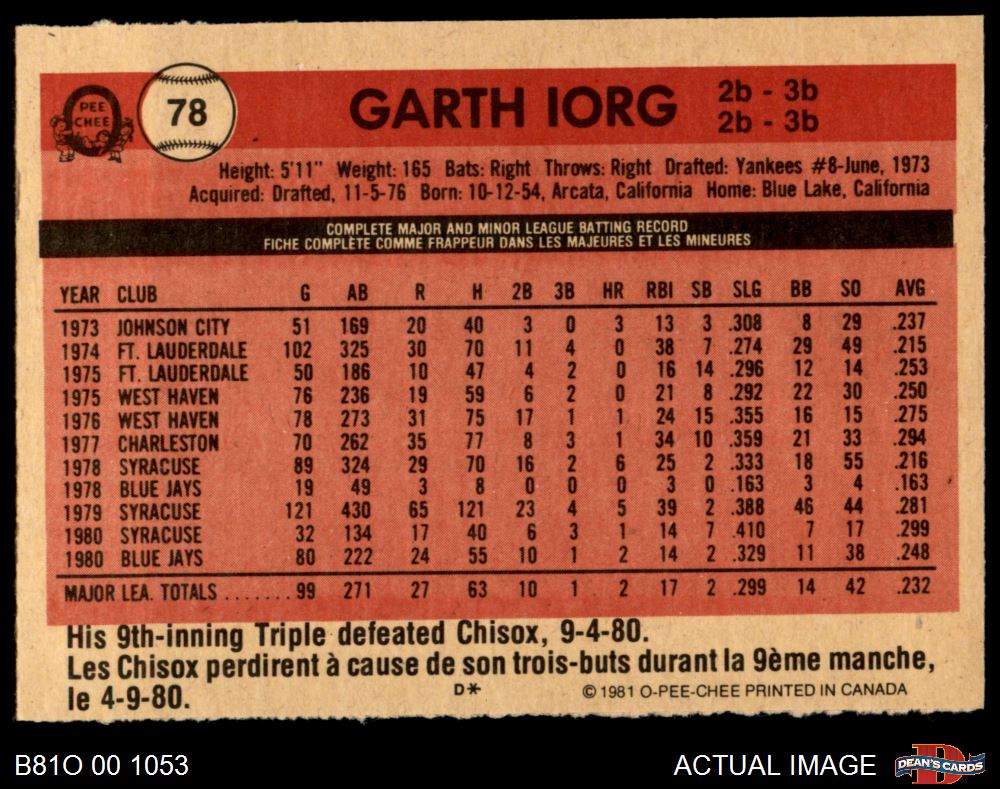 PEE
CHEE
78
GARTH IORG
2b - 3b
2b - 3b
Height: 5'11" Weight: 165 Bats: Right Throws: Right Drafted: Yankees #8-June, 1973
Acquired: Drafted, 11-5-76 Born: 10-12-54, Arcata, California Home: Blue Lake, California
COMPLETE MAJOR AND MINOR LEAGUE BATTING RECORD
FICHE COMPLÈTE COMME FRAPPEUR DANS LES MAJEURES ET LES MINEURES
YEAR CLUB G AB R H 2B 3B HR RBI SB SLG BB SO AVG
1973 JOHNSON CITY 51 169 20 40 3 0 3 13 3 .308 8 29 .237
1974 FT. LAUDERDALE 102 325 30 70 11 4 0 38 7 .274 29 49 .215
1975 FT. LAUDERDALE 50 186 10 47 4 2 0 16 14 .296 12 14 .253
1975 WEST HAVEN 76 236 19 59 6 2 0 21 8 .292 22 30 .250
1976 WEST HAVEN 78 273 31 75 17 1 1 24 15 .355 16 15 .275
1977 CHARLESTON 70 262 35 77 8 3 1 34 10 .359 21 33 .294
1978 SYRACUSE 89 324 29 70 16 2 6 25 2 .333 18 55 .216
1978 BLUE JAYS 19 49 3 8 0 0 0 3 0 .163 3 4 .163
1979 SYRACUSE 121 430 65 121 23 4 5 39 2 .388 46 44 .281
1980 SYRACUSE 32 134 17 40 6 3 1 14 7 .410 7 17 .299
1980 BLUE JAYS 80 222 24 55 10 1 2 14 2 .329 11 38 .248
MAJOR LEA. TOTALS ....... 99 271 27 63 10 1 2 17 2 .299 14 42 .232
His 9th-inning Triple defeated Chisox, 9-4-80.
Les Chisox perdirent à cause de son trois-buts durant la 9ème manche,
le 4-9-80.
D* © 1981 O-PEE-CHEE PRINTED IN CANADA
B81O 00 1053
ACTUAL IMAGE
DEAN'S CARDS